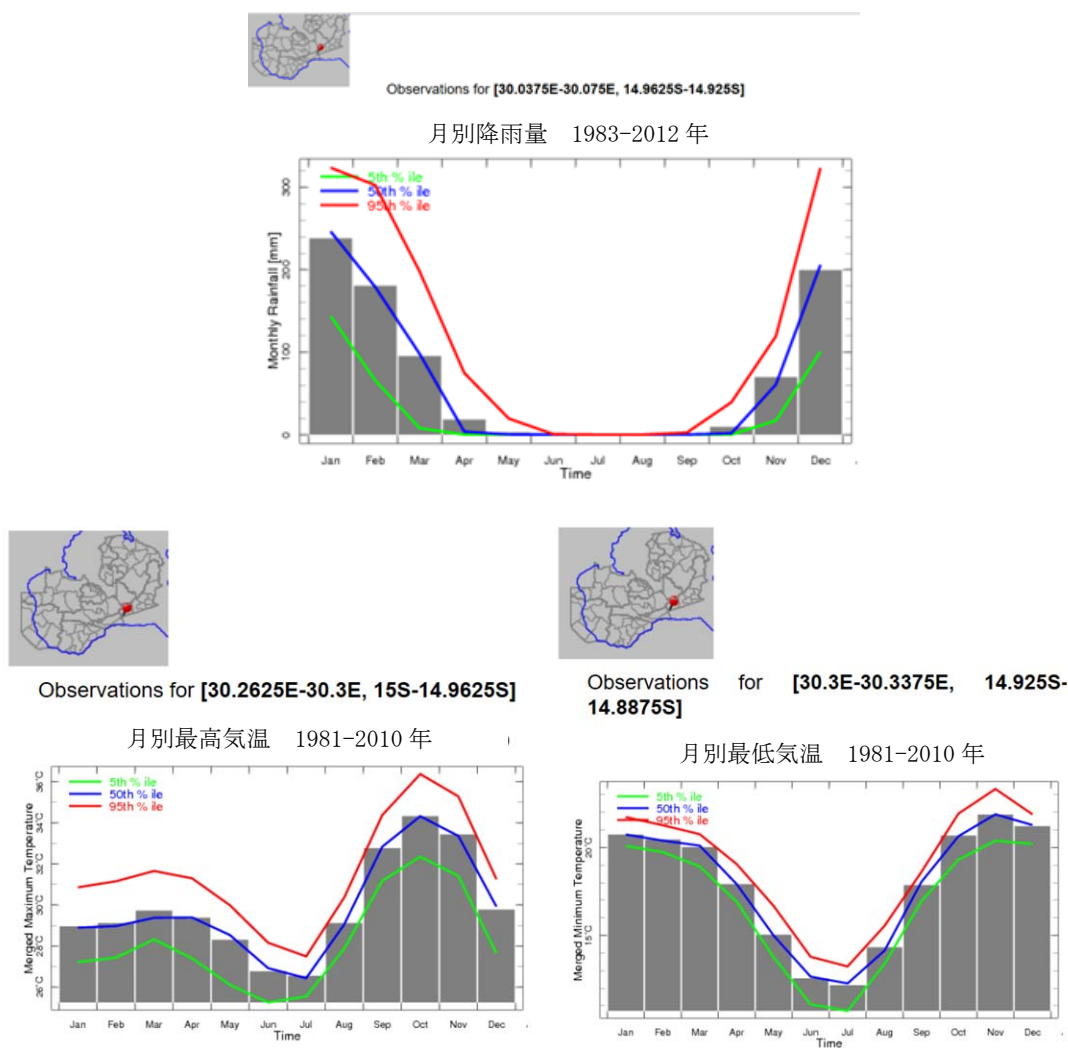 Observations for [30.0375E-30.075E, 14.9625S-14.925S]
月別降雨量　1983-2012 年
5th % ile
50th % ile
95th % ile
Monthly Rainfall [mm]
300
200
100
0
Jan Feb Mar Apr May Jun Jul Aug Sep Oct Nov Dec
Time
Observations for [30.2625E-30.3E, 15S-14.9625S]
月別最高気温　1981-2010 年
5th % ile
50th % ile
95th % ile
Merged Maximum Temperature
36°C
34°C
32°C
30°C
28°C
26°C
Jan Feb Mar Apr May Jun Jul Aug Sep Oct Nov Dec
Time
Observations for [30.3E-30.3375E, 14.925S-
14.8875S]
月別最低気温　1981-2010 年
5th % ile
50th % ile
95th % ile
Merged Minimum Temperature
20°C
15°C
Jan Feb Mar Apr May Jun Jul Aug Sep Oct Nov Dec
Time